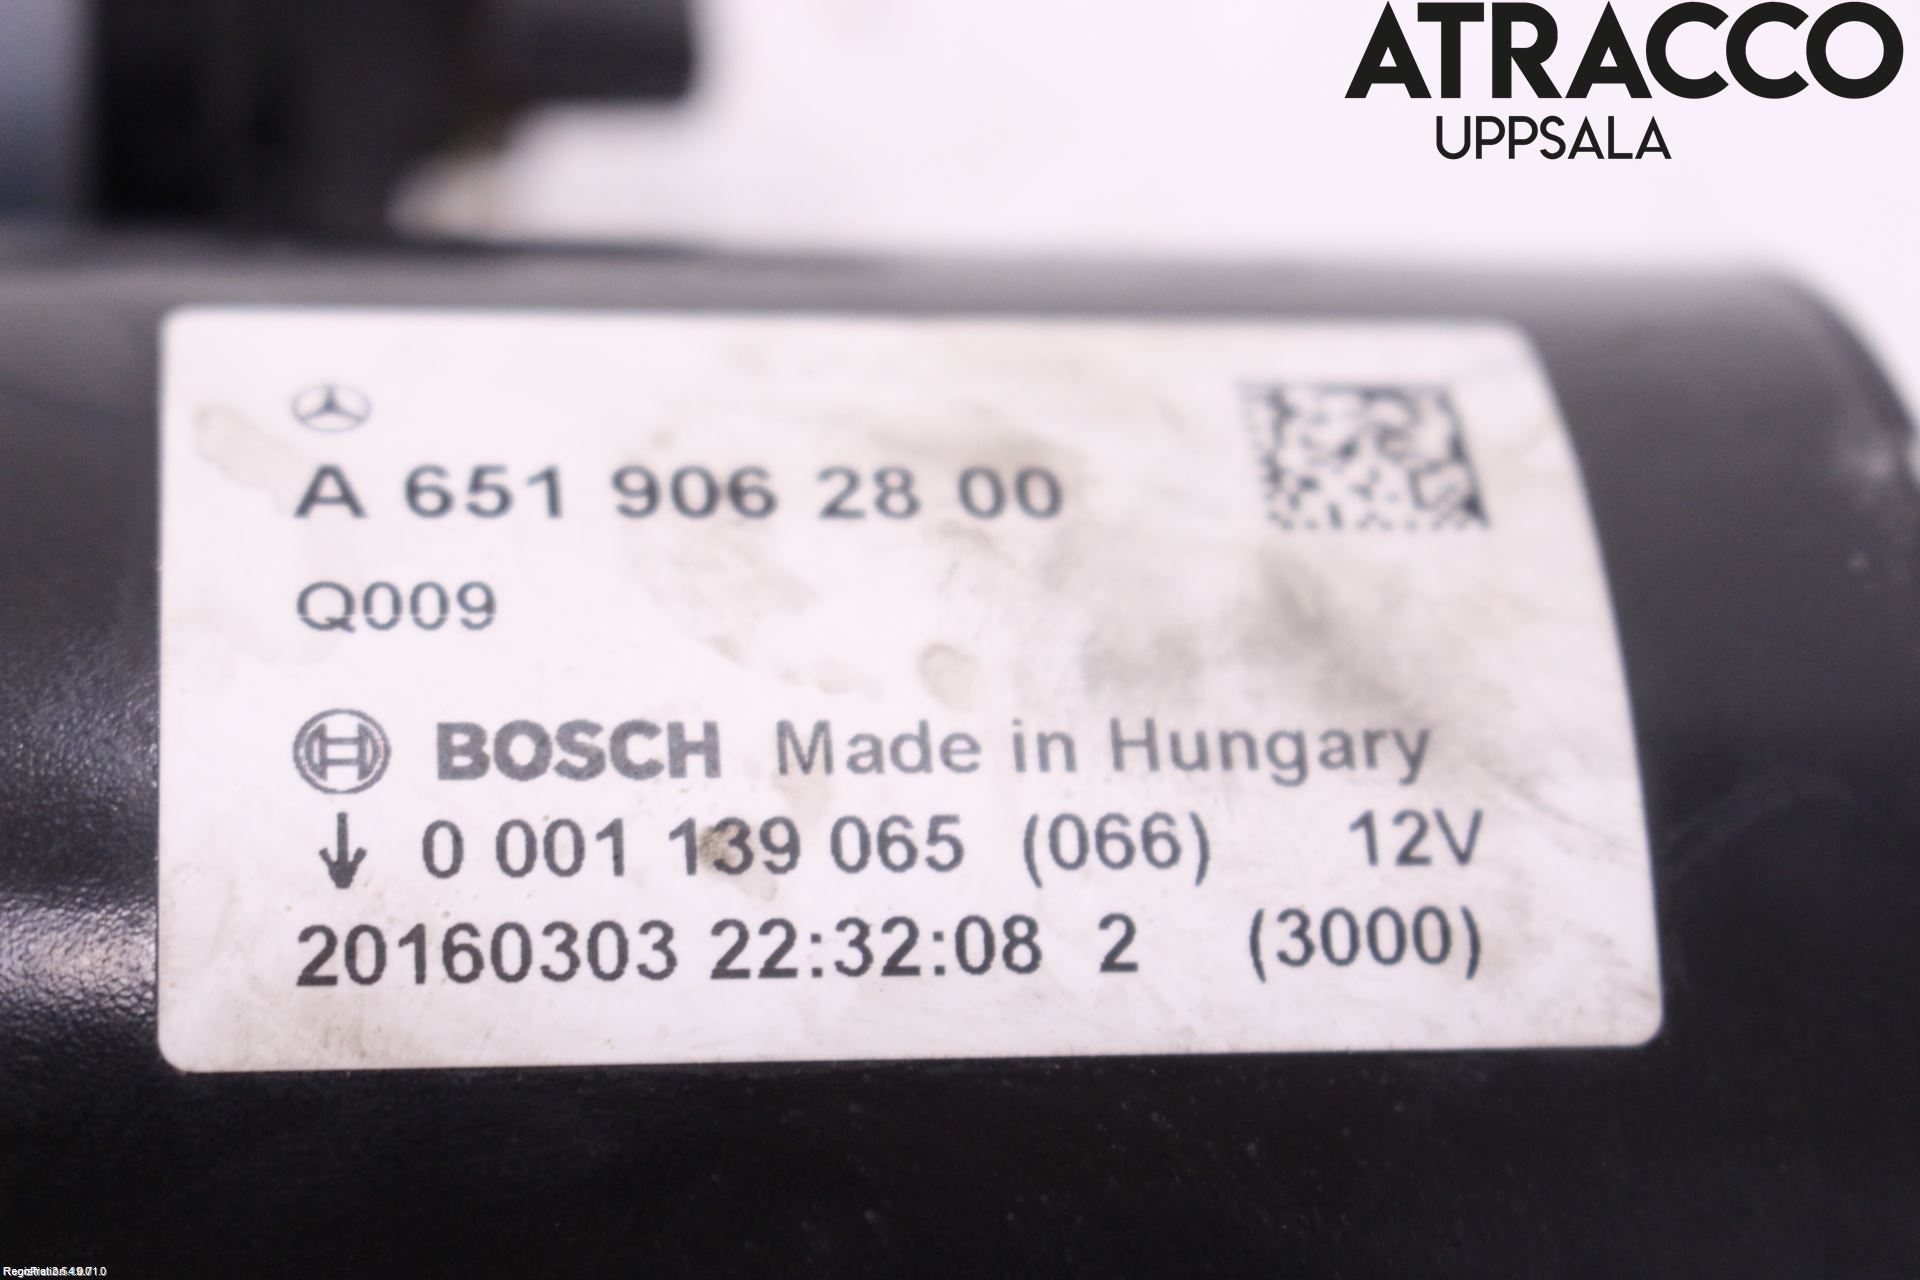 ATRACCO
UPPSALA
A 651 906 28 00
Q009
BOSCH Made in Hungary
↓ 0 001 139 065 (066) 12V
20160303 22:32:08 2 (3000)